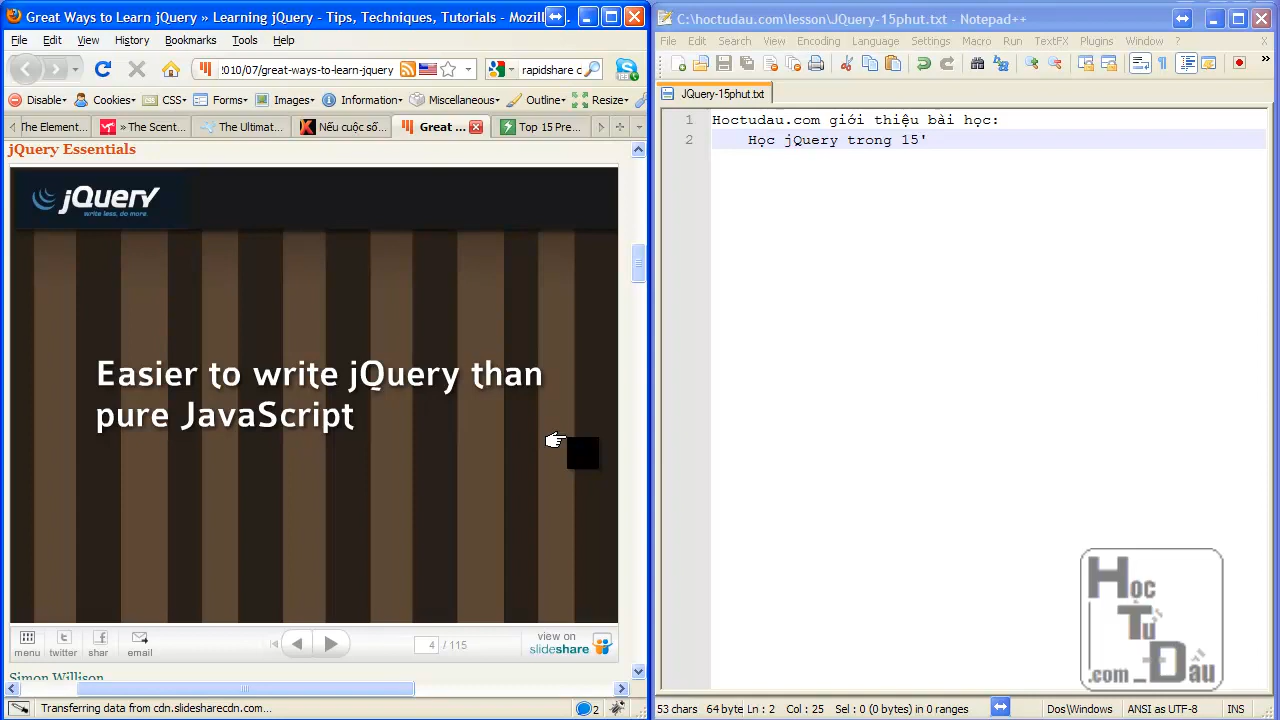 Great Ways to Learn jQuery » Learning jQuery - Tips, Techniques, Tutorials - Mozill
File Edit View History Bookmarks Tools Help
010/07/great-ways-to-learn-jquery
rapidshare c
Disable Cookies CSS Forms Images Information Miscellaneous Outline Resize
The Element... » The Scent... The Ultimat... Nếu cuộc số... Great ... Top 15 Pre...
jQuery Essentials
jQuery
write less, do more.
Easier to write jQuery than
pure JavaScript
menu twitter shar email
4 / 115
view on
slideshare
Simon Willison
Transferring data from cdn.slidesharecdn.com...
2
C:\hoctudau.com\lesson\JQuery-15phut.txt - Notepad++
File Edit Search View Encoding Language Settings Macro Run TextFX Plugins Window ? X
JQuery-15phut.txt
1 Hoctudau.com giới thiệu bài học:
2 Học jQuery trong 15'
Học
Từ
.com _ Dầu
53 chars 64 byte Ln : 2 Col : 25 Sel : 0 (0 bytes) in 0 ranges Dos\Windows ANSI as UTF-8 INS